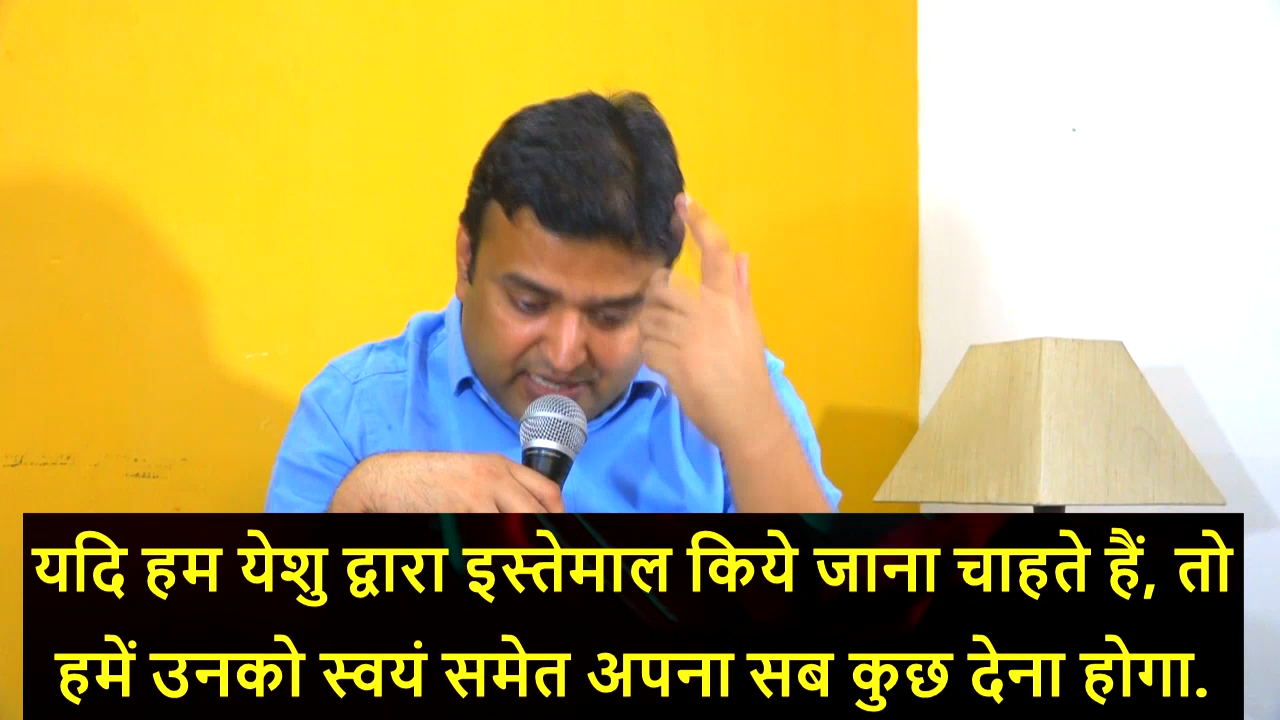 यदि हम येशु द्वारा इस्तेमाल किये जाना चाहते हैं, तो
हमें उनको स्वयं समेत अपना सब कुछ देना होगा.